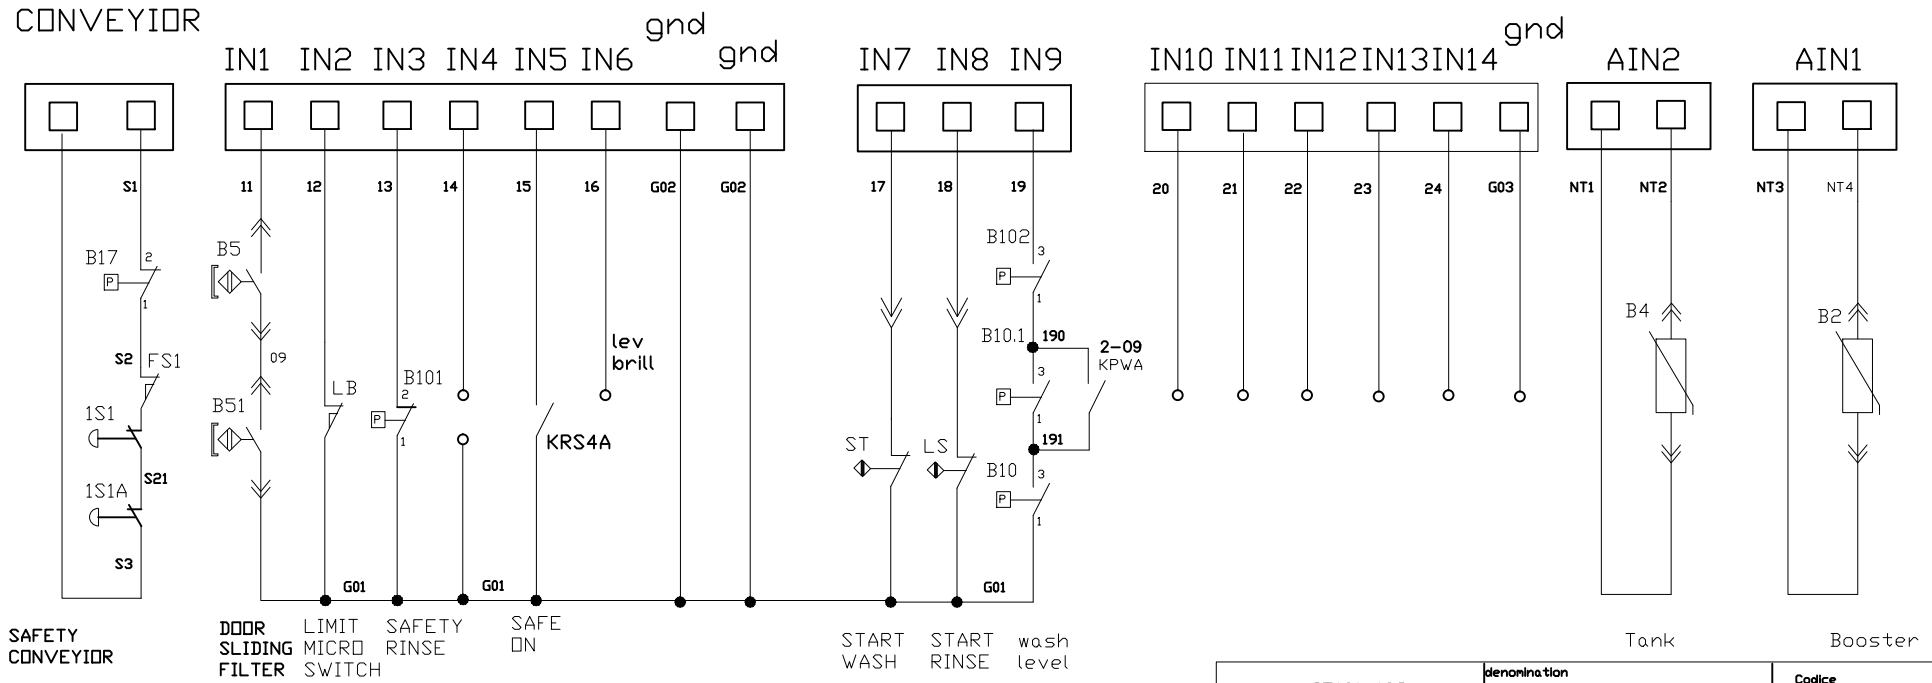 CONVEYIOR
gnd
gnd
gnd
IN1 IN2 IN3 IN4 IN5 IN6
IN7 IN8 IN9
IN10 IN11 IN12 IN13 IN14
AIN2
AIN1
S1
11
12
13
14
15
16
G02
G02
17
18
19
20
21
22
23
24
G03
NT1
NT2
NT3
NT4
B17
2
P
1
B5
B102
3
P
1
S2
FS1
09
lev
brill
B10.1
190
2-09
KPWA
B4
B2
1S1
B51
LB
B101
2
P
1
KRS4A
3
P
1
191
S21
ST
LS
B10
3
P
1
1S1A
S3
G01
G01
G01
SAFETY
CONVEYIOR
DOOR
SLIDING
FILTER
LIMIT
MICRO
SWITCH
SAFETY
RINSE
SAFE
ON
START
WASH
START
RINSE
wash
level
Tank
Booster
denomination
Codice